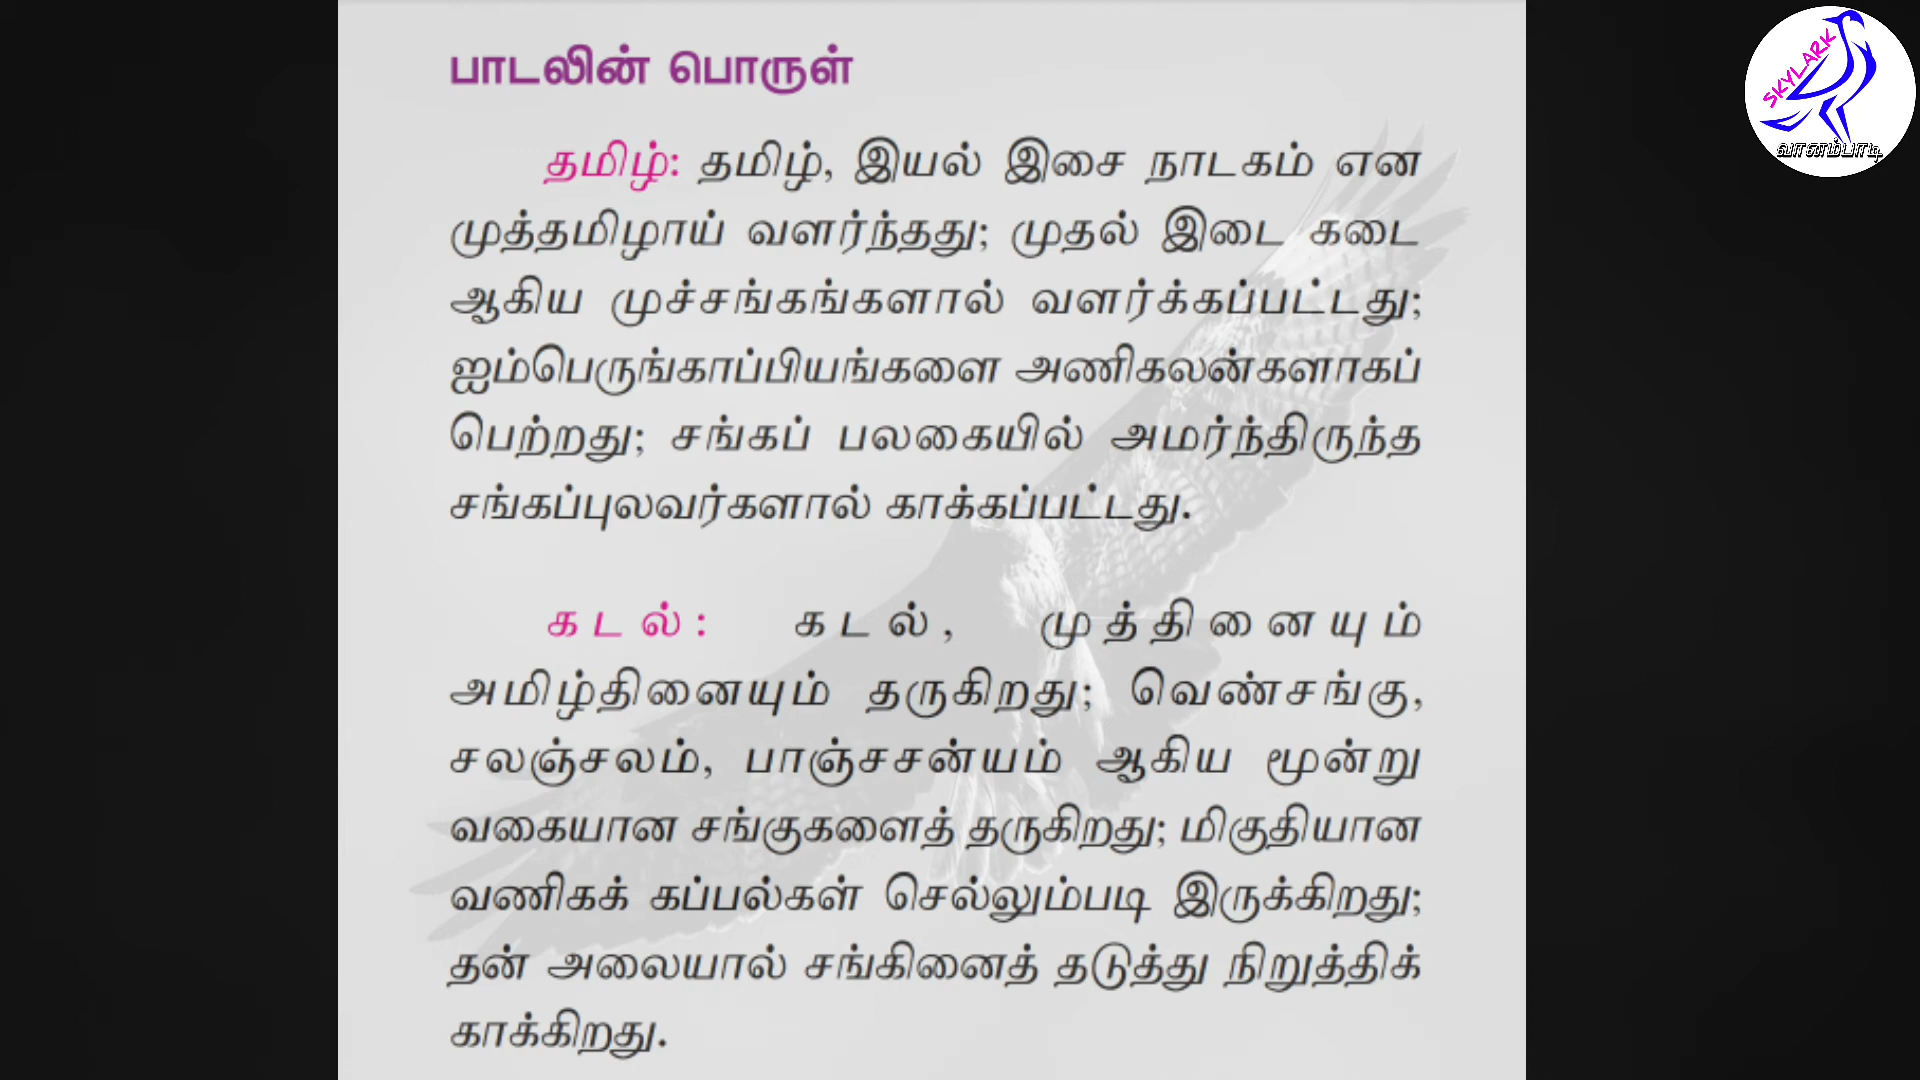 பாடலின் பொருள்
தமிழ்: தமிழ், இயல் இசை நாடகம் என
முத்தமிழாய் வளர்ந்தது; முதல் இடை கடை
ஆகிய முச்சங்கங்களால் வளர்க்கப்பட்டது;
ஐம்பெருங்காப்பியங்களை அணிகலன்களாகப்
பெற்றது; சங்கப் பலகையில் அமர்ந்திருந்த
சங்கப்புலவர்களால் காக்கப்பட்டது.
கடல்: கடல், முத்தினையும்
அமிழ்தினையும் தருகிறது; வெண்சங்கு,
சலஞ்சலம், பாஞ்சசன்யம் ஆகிய மூன்று
வகையான சங்குகளைத் தருகிறது; மிகுதியான
வணிகக் கப்பல்கள் செல்லும்படி இருக்கிறது;
தன் அலையால் சங்கினைத் தடுத்து நிறுத்திக்
காக்கிறது.
SKYLARK
வானம்பாடி